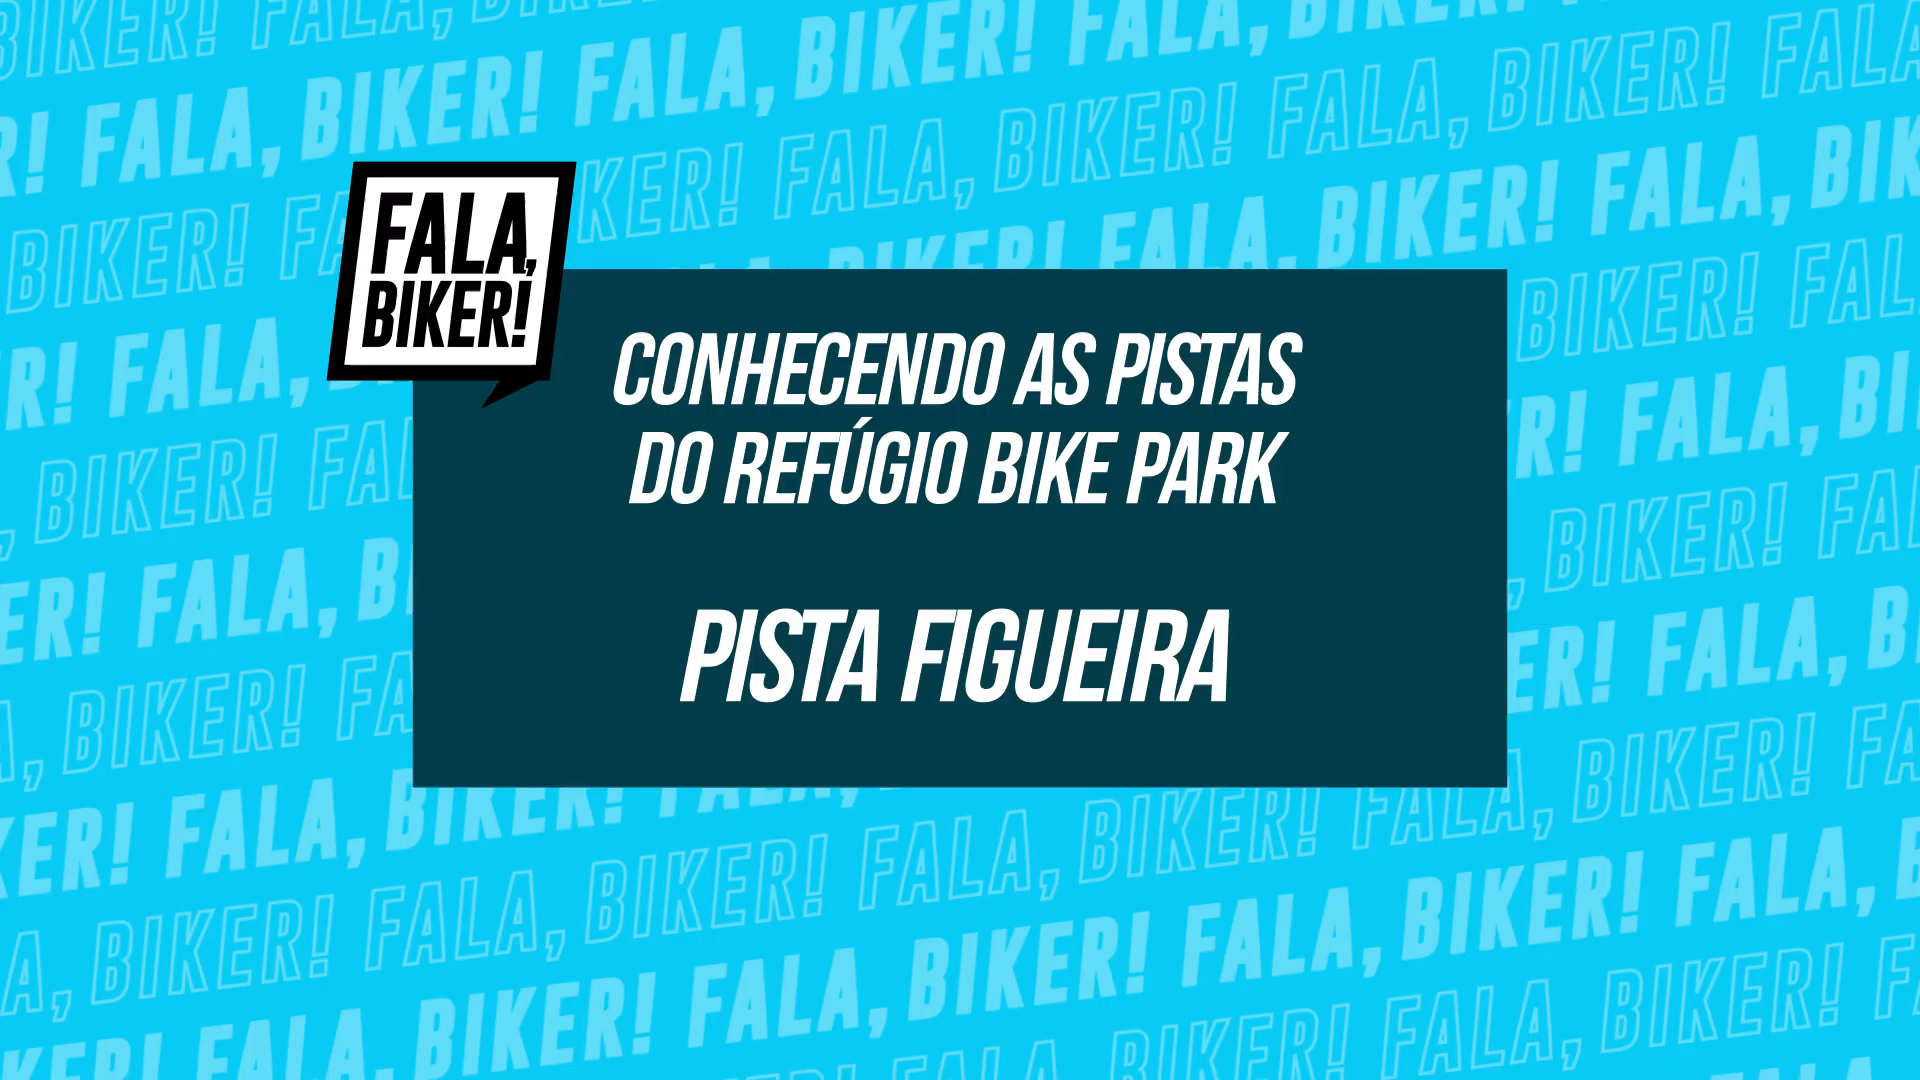 FALA,
BIKER!
CONHECENDO AS PISTAS
DO REFÚGIO BIKE PARK
PISTA FIGUEIRA